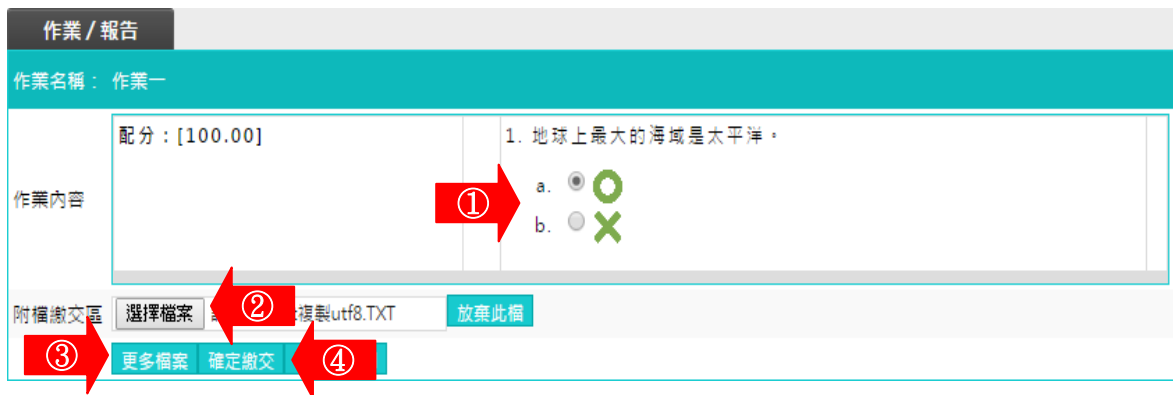 作業 / 報告
作業名稱： 作業一
配分：[100.00]
1. 地球上最大的海域是太平洋。
作業內容
①
a.
b.
附檔繳交區 選擇檔案 ② 複製utf8.TXT 放棄此檔
③ 更多檔案 確定繳交 ④